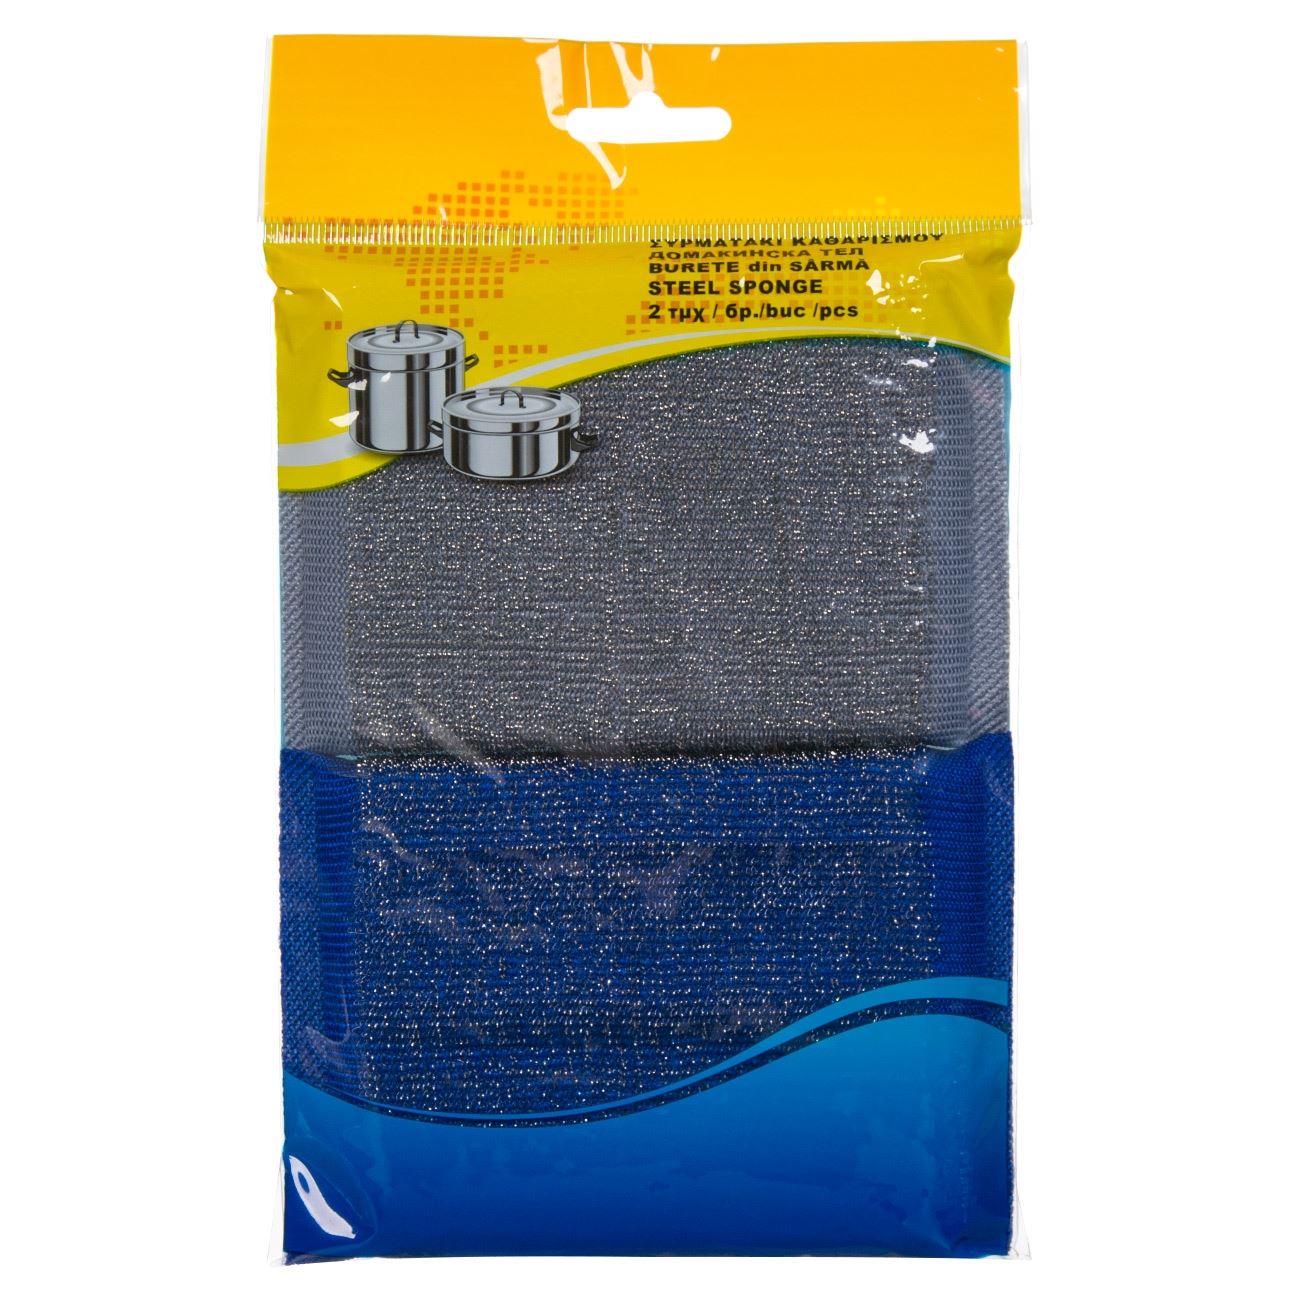 ΣΥΡΜΑΤΑΚΙ ΚΑΘΑΡΙΣΜΟΥ
ДОМАКИНСКА ТЕЛ
BURETE din SÂRMĂ
STEEL SPONGE
2 τμχ / бр./buc /pcs